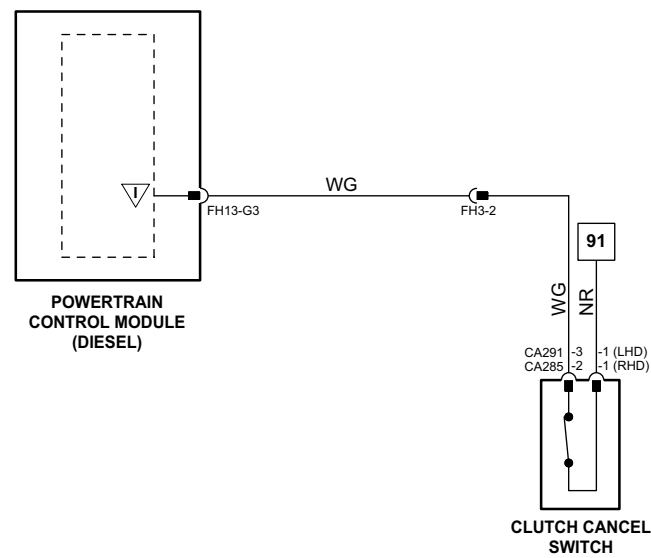 I
WG
FH13-G3
FH3-2
91
POWERTRAIN
CONTROL MODULE
(DIESEL)
WG
NR
CA291 -3 -1 (LHD)
CA285 -2 -1 (RHD)
CLUTCH CANCEL
SWITCH